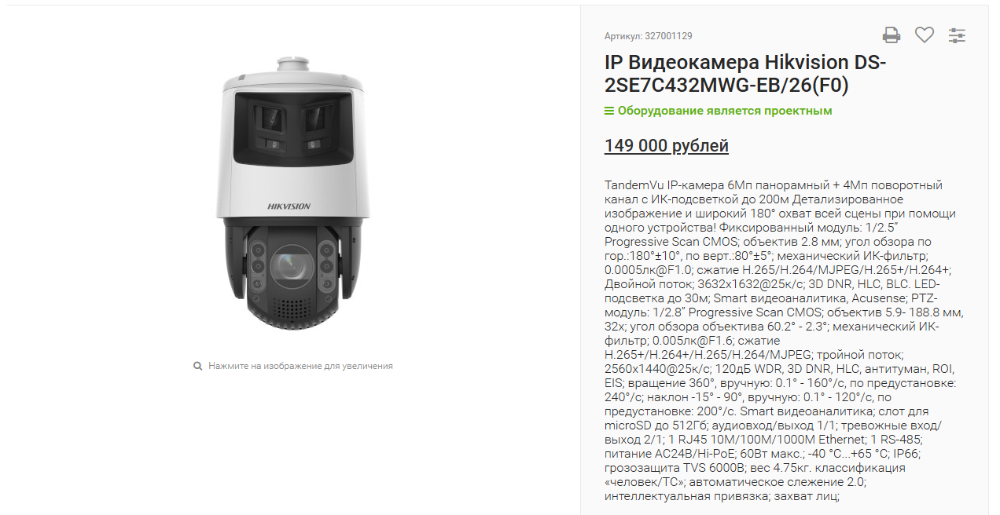 HIKVISION
Нажмите на изображение для увеличения
Артикул: 327001129
IP Видеокамера Hikvision DS-
2SE7C432MWG-EB/26(F0)
Оборудование является проектным
149 000 рублей
TandemVu IP-камера 6Мп панорамный + 4Мп поворотный
канал с ИК-подсветкой до 200м Детализированное
изображение и широкий 180° охват всей сцены при помощи
одного устройства! Фиксированный модуль: 1/2.5”
Progressive Scan CMOS; объектив 2.8 мм; угол обзора по
гор.:180°±10°, по верт.:80°±5°; механический ИК-фильтр;
0.0005лк@F1.0; сжатие H.265/H.264/MJPEG/H.265+/H.264+;
Двойной поток; 3632x1632@25к/с; 3D DNR, HLC, BLC. LED-
подсветка до 30м; Smart видеоаналитика, Acusense; PTZ-
модуль: 1/2.8” Progressive Scan CMOS; объектив 5.9- 188.8 мм,
32x; угол обзора объектива 60.2° - 2.3°; механический ИК-
фильтр; 0.005лк@F1.6; сжатие
H.265+/H.264+/H.265/H.264/MJPEG; тройной поток;
2560x1440@25к/с; 120дБ WDR, 3D DNR, HLC, антитуман, ROI,
EIS; вращение 360°, вручную: 0.1° - 160°/с, по предустановке:
240°/с; наклон -15° - 90°, вручную: 0.1° - 120°/с, по
предустановке: 200°/с. Smart видеоаналитика; слот для
microSD до 512Гб; аудиовход/выход 1/1; тревожные вход/
выход 2/1; 1 RJ45 10M/100M/1000M Ethernet; 1 RS-485;
питание AC24В/Hi-PoE; 60Вт макс.; -40 °C...+65 °C; IP66;
грозозащита TVS 6000В; вес 4.75кг. классификация
«человек/ТС»; автоматическое слежение 2.0;
интеллектуальная привязка; захват лиц;